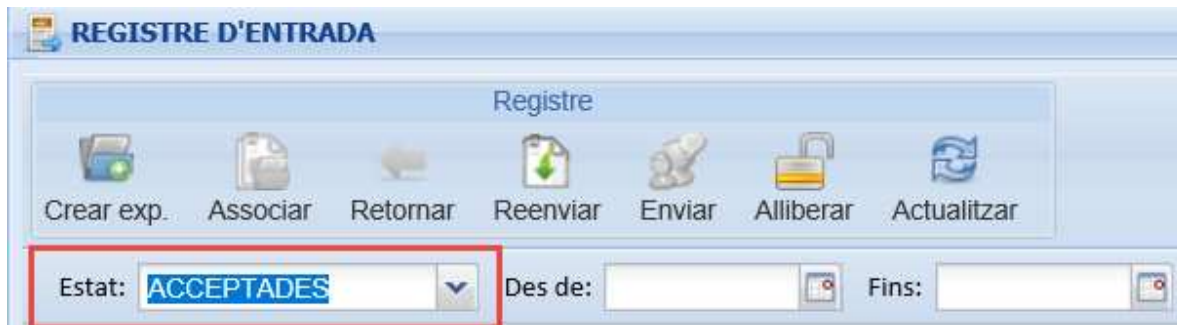 REGISTRE D'ENTRADA
Registre
Crear exp. Associar Retornar Reenviar Enviar Alliberar Actualitzar
Estat: ACCEPTADES Des de: Fins: